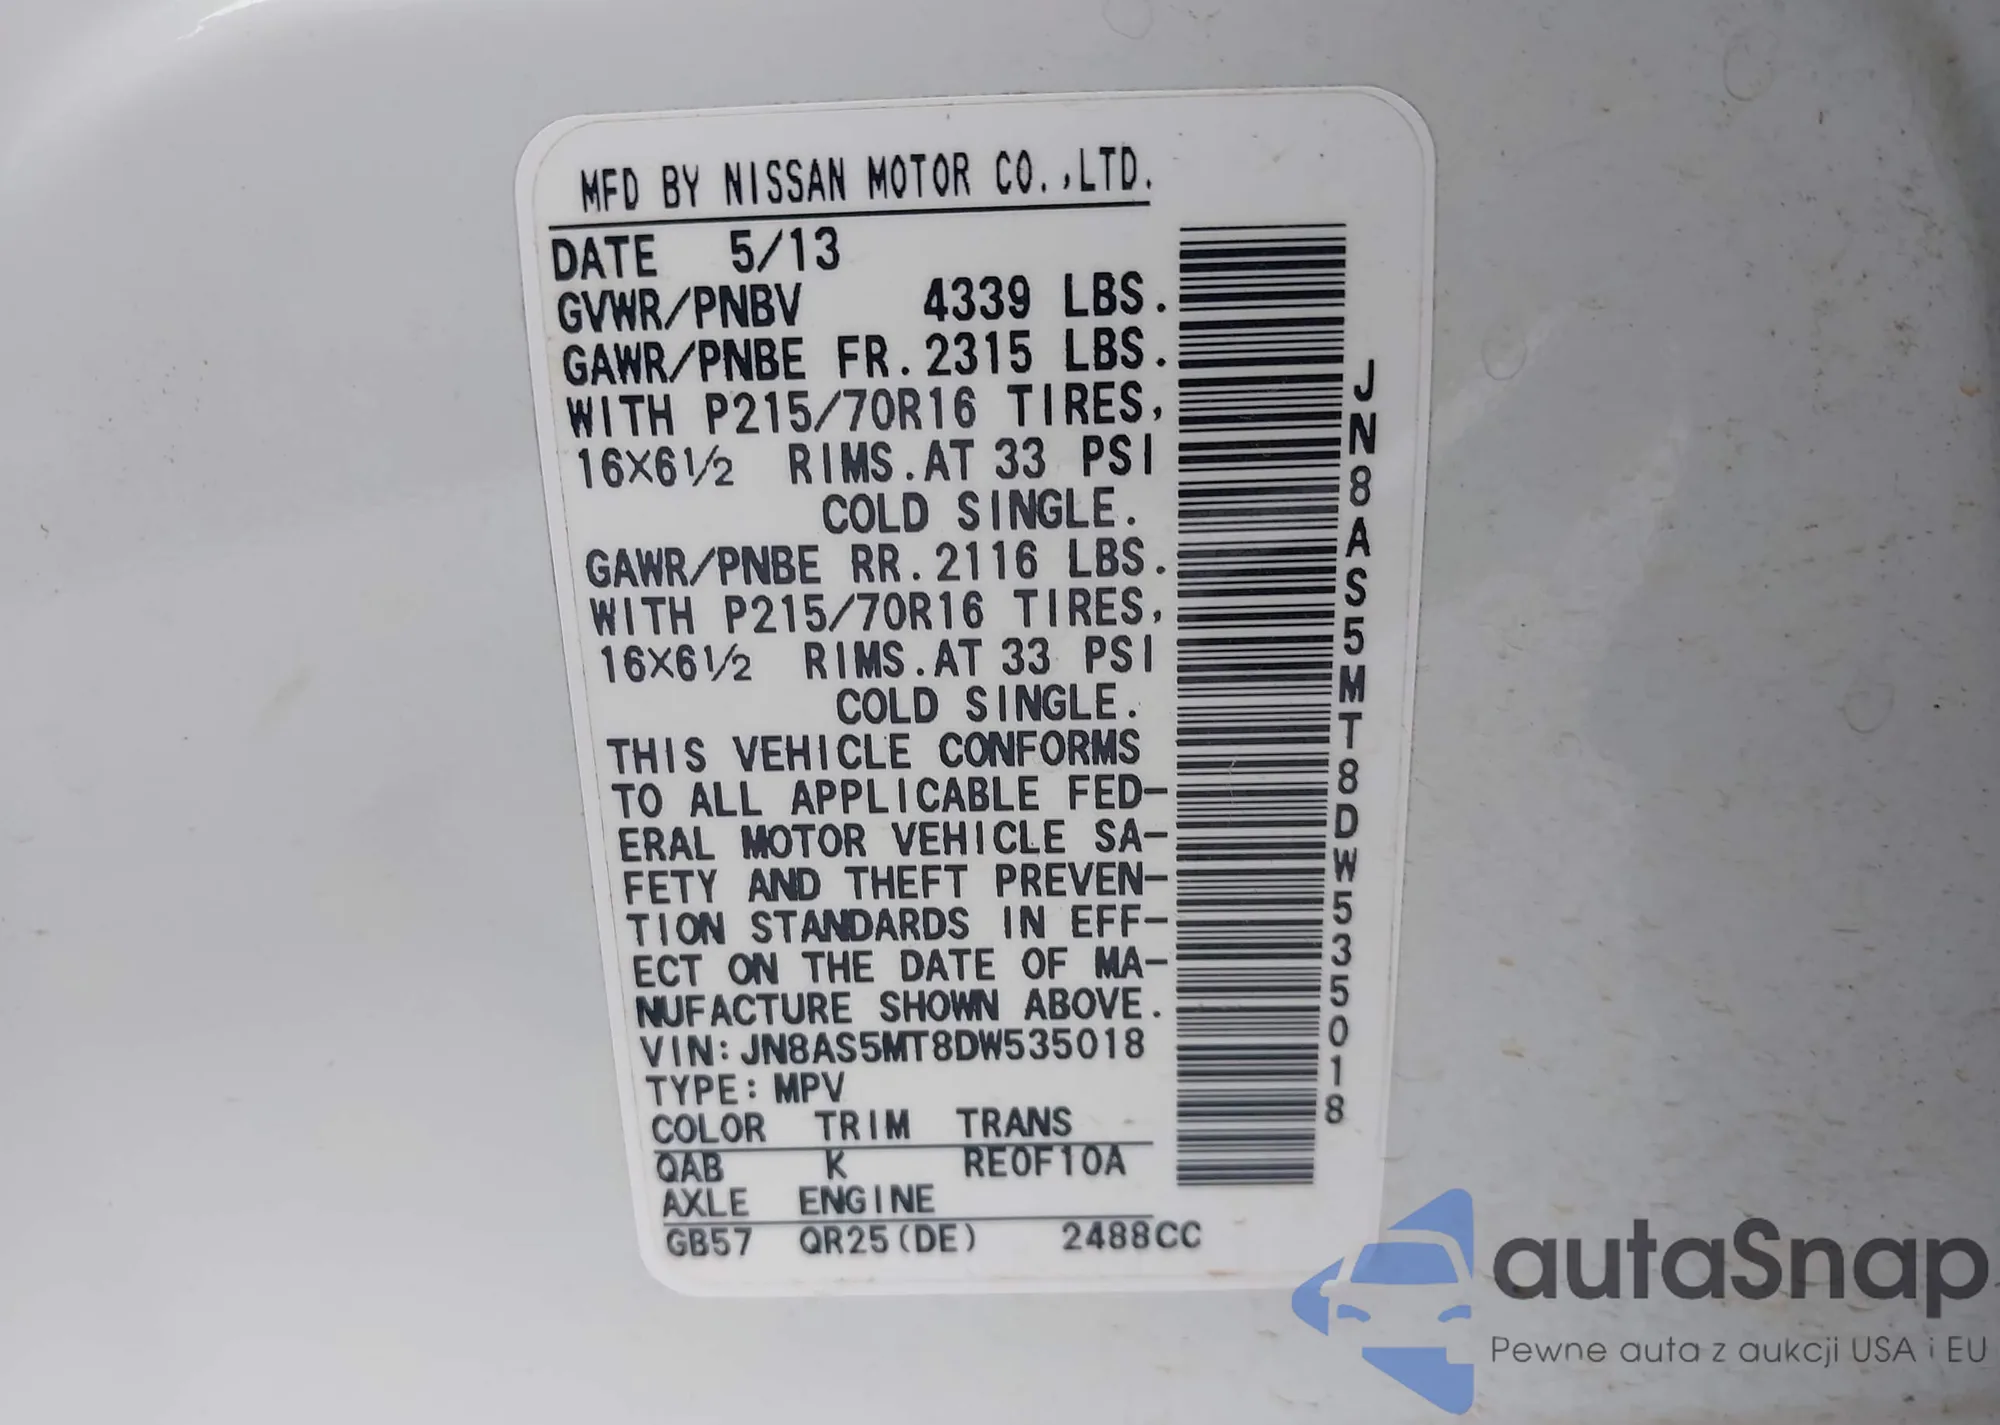 MFD BY NISSAN MOTOR CO.,LTD.
DATE 5/13
GVWR/PNBV 4339 LBS.
GAWR/PNBE FR.2315 LBS.
WITH P215/70R16 TIRES,
16X6½ RIMS.AT 33 PSI
COLD SINGLE.
GAWR/PNBE RR.2116 LBS.
WITH P215/70R16 TIRES,
16X6½ RIMS.AT 33 PSI
COLD SINGLE.
THIS VEHICLE CONFORMS
TO ALL APPLICABLE FED-
ERAL MOTOR VEHICLE SA-
FETY AND THEFT PREVEN-
TION STANDARDS IN EFF-
ECT ON THE DATE OF MA-
NUFACTURE SHOWN ABOVE.
VIN:JN8AS5MT8DW535018
TYPE:MPV
COLOR TRIM TRANS
QAB K RE0F10A
AXLE ENGINE
GB57 QR25(DE) 2488CC
JN8AS5MT8DW535018
autaSnap
Pewne auta z aukcji USA i EU